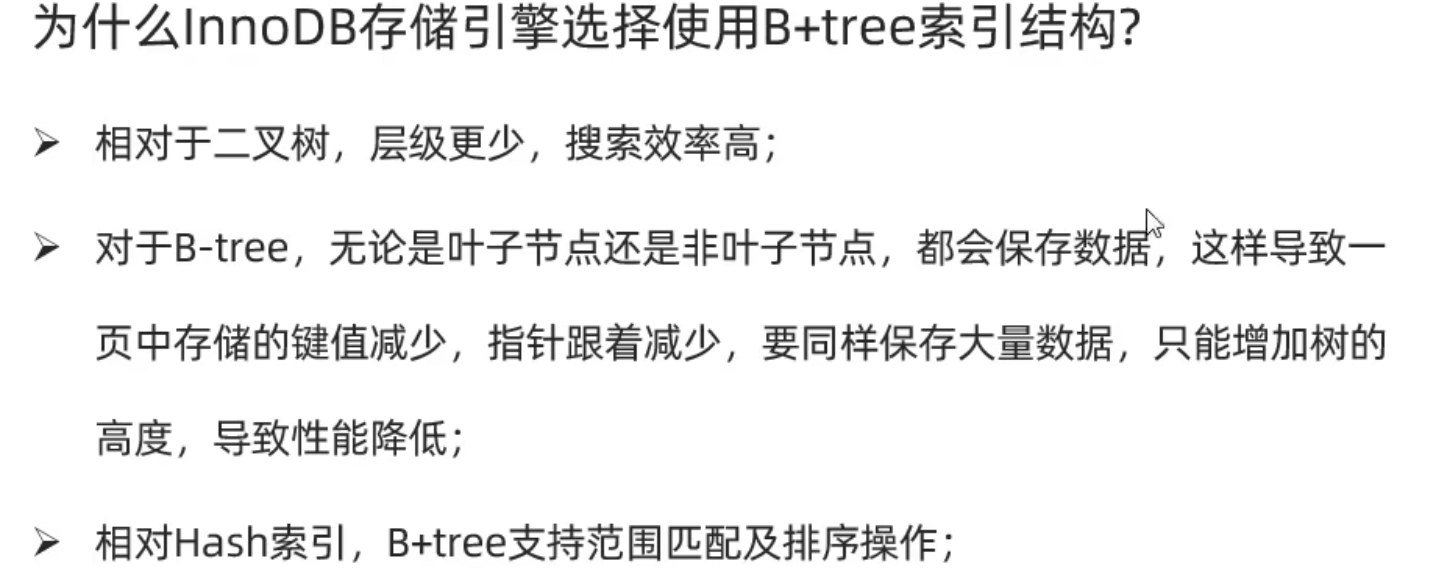 为什么InnoDB存储引擎选择使用B+tree索引结构?
➢ 相对于二叉树，层级更少，搜索效率高；
➢ 对于B-tree，无论是叶子节点还是非叶子节点，都会保存数据，这样导致一
页中存储的键值减少，指针跟着减少，要同样保存大量数据，只能增加树的
高度，导致性能降低；
➢ 相对Hash索引，B+tree支持范围匹配及排序操作；